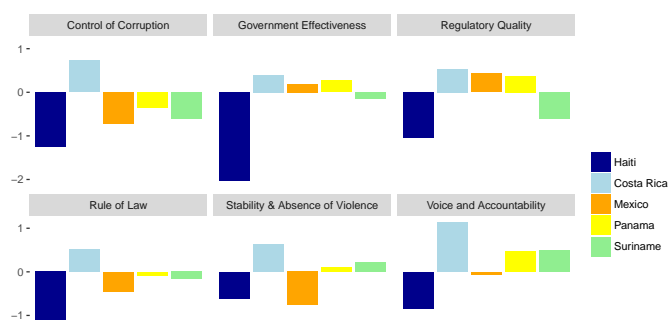 Control of Corruption
Government Effectiveness
Regulatory Quality
1
0
−1
−2
Rule of Law
Stability & Absence of Violence
Voice and Accountability
1
0
−1
Haiti
Costa Rica
Mexico
Panama
Suriname